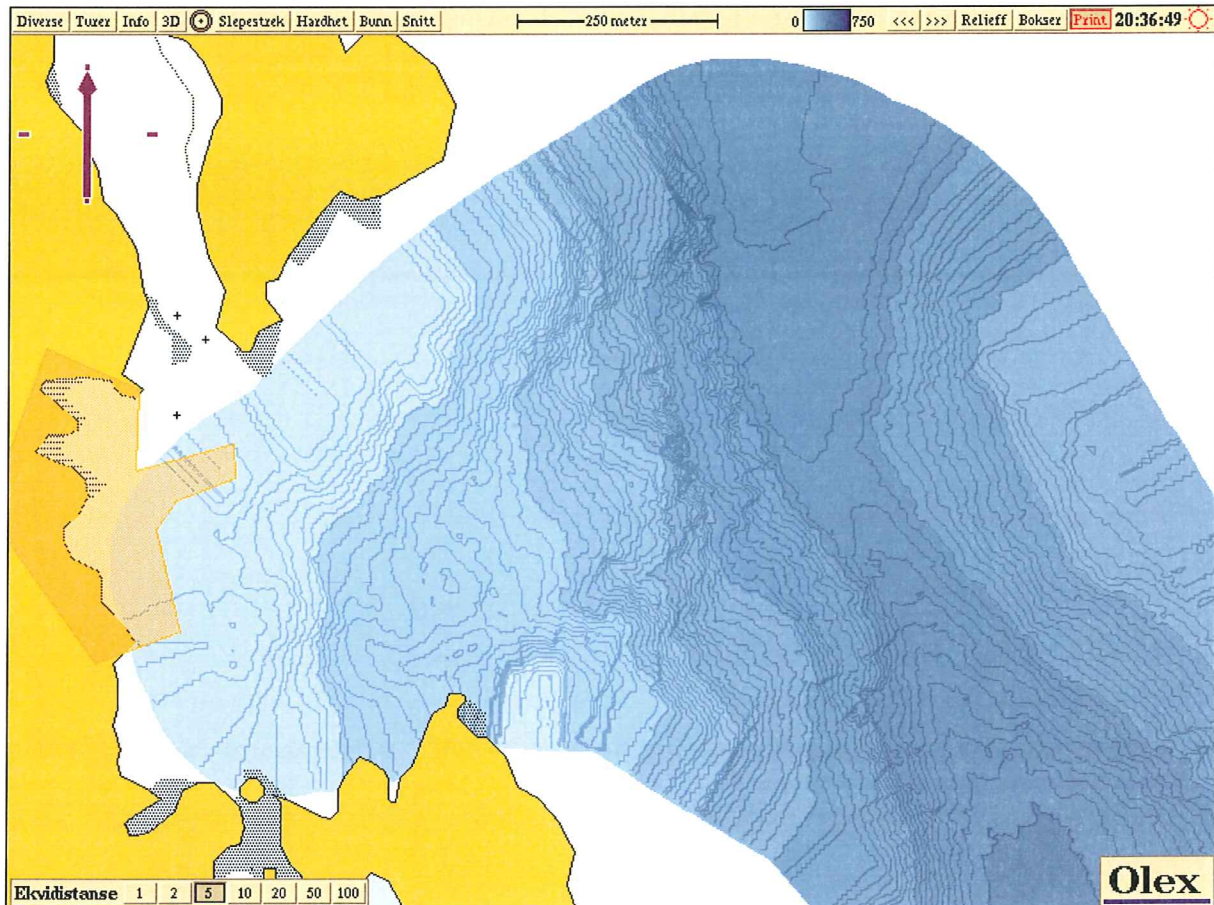 Diverse Turer Info 3D Slepestrek Hardhet Bunn Snitt 250 meter 0 750 <<< >>> Relieff Bokser Print 20:36:49
Ekvidistanse 1 2 5 10 20 50 100
Olex